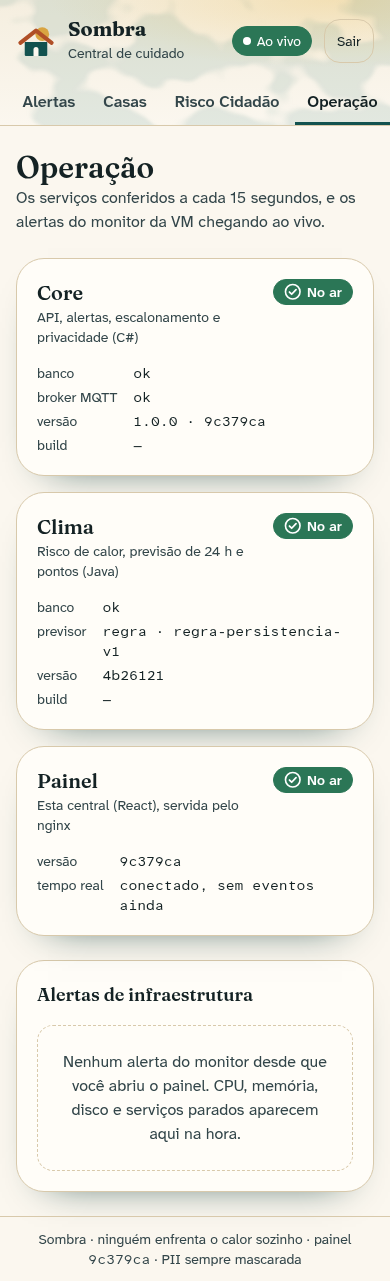 Sombra
Central de cuidado
Ao vivo
Sair
Alertas Casas Risco Cidadão Operação
Operação
Os serviços conferidos a cada 15 segundos, e os
alertas do monitor da VM chegando ao vivo.
Core
No ar
API, alertas, escalonamento e
privacidade (C#)
banco ok
broker MQTT ok
versão 1.0.0 · 9c379ca
build —
Clima
No ar
Risco de calor, previsão de 24 h e
pontos (Java)
banco ok
previsor regra · regra-persistencia-
v1
versão 4b26121
build —
Painel
No ar
Esta central (React), servida pelo
nginx
versão 9c379ca
tempo real conectado, sem eventos
ainda
Alertas de infraestrutura
Nenhum alerta do monitor desde que
você abriu o painel. CPU, memória,
disco e serviços parados aparecem
aqui na hora.
Sombra · ninguém enfrenta o calor sozinho · painel
9c379ca · PII sempre mascarada